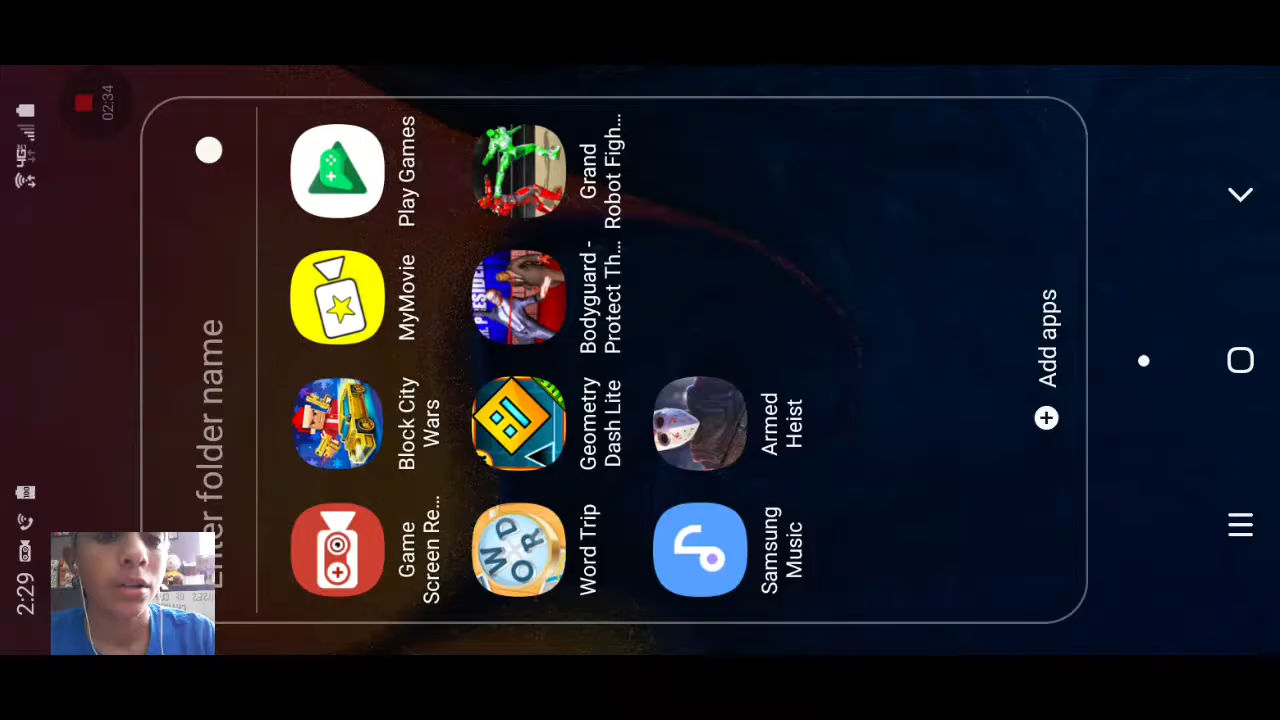 2:29
4GE
02:34
Enter folder name
Game
Screen Re...
Block City
Wars
MyMovie
Play Games
Word Trip
Geometry
Dash Lite
Bodyguard -
Protect Th...
Grand
Robot Figh...
Samsung
Music
Armed
Heist
Add apps